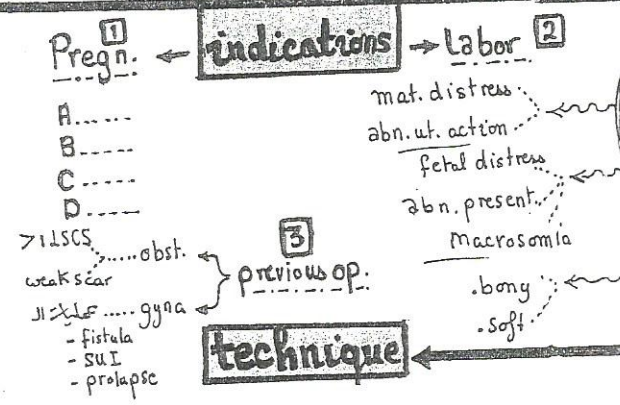 indications
1
Pregn.
A......
B.....
C.....
D.....
2
Labor
mat. distress
abn. ut. action
fetal distress
abn. present.
Macrosomia
. bony
. soft
3
previous op.
>1 LSCS
weak scar
..... obst.
..... gyna
- fistula
- SUI
- prolapse
technique